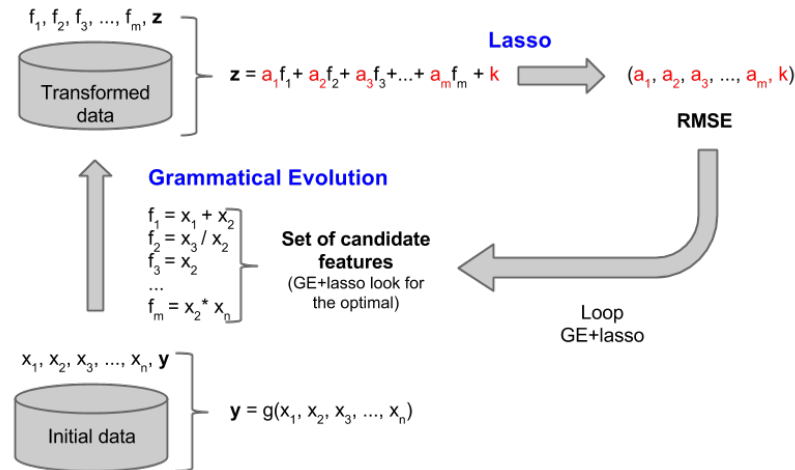 f₁, f₂, f₃, ..., fₘ, z
Transformed
data
z = a₁f₁+ a₂f₂+ a₃f₃+...+ aₘfₘ + k
Lasso
(a₁, a₂, a₃, ..., aₘ, k)
RMSE
Grammatical Evolution
f₁ = x₁ + x₂
f₂ = x₃ / x₂
f₃ = x₂
...
fₘ = x₂* xₙ
Set of candidate
features
(GE+lasso look for
the optimal)
Loop
GE+lasso
x₁, x₂, x₃, ..., xₙ, y
Initial data
y = g(x₁, x₂, x₃, ..., xₙ)